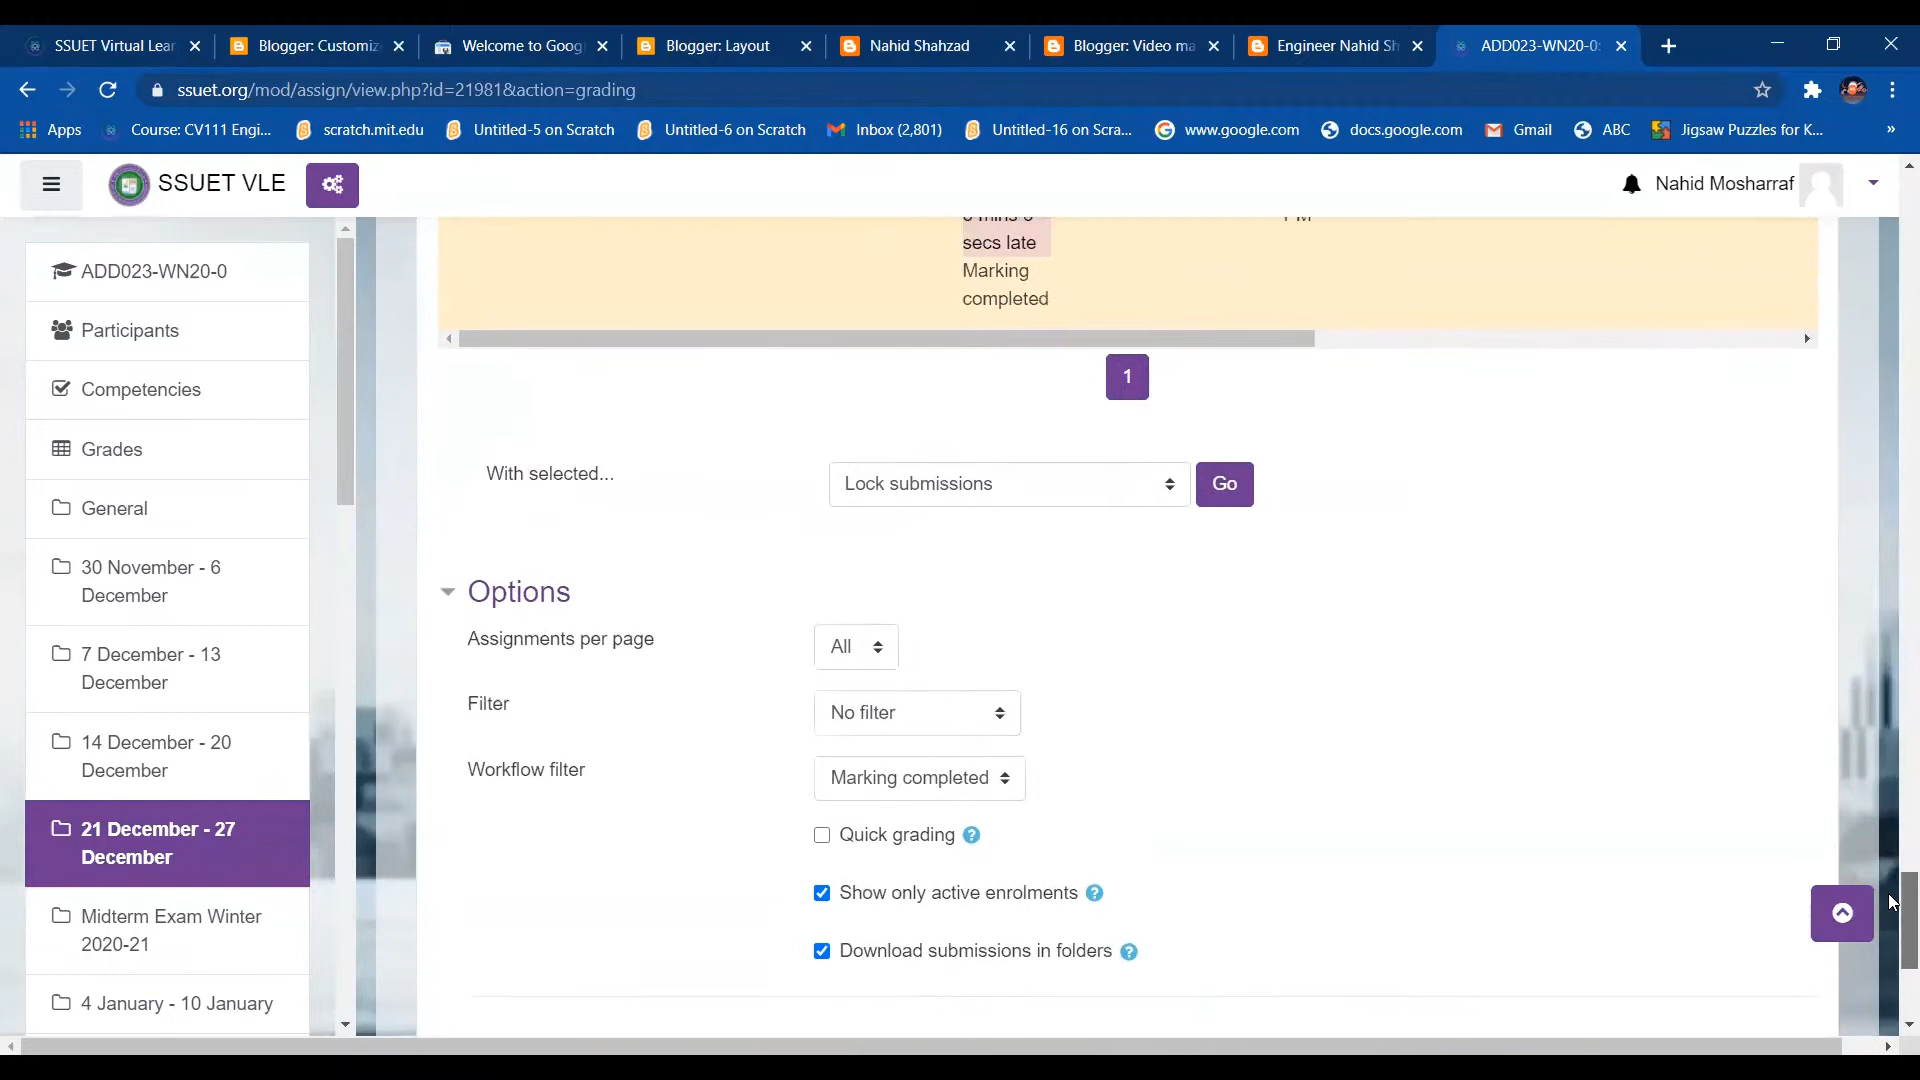 SSUET Virtual Lear
Blogger: Customiz
Welcome to Goog
Blogger: Layout
Nahid Shahzad
Blogger: Video ma
Engineer Nahid Sh
ADD023-WN20-0
ssuet.org/mod/assign/view.php?id=21981&action=grading
Apps
Course: CV111 Engi...
scratch.mit.edu
Untitled-5 on Scratch
Untitled-6 on Scratch
Inbox (2,801)
Untitled-16 on Scra...
www.google.com
docs.google.com
Gmail
ABC
Jigsaw Puzzles for K...
»
SSUET VLE
Nahid Mosharraf
secs late
Marking
completed
1
With selected...
Lock submissions
Go
Options
Assignments per page
All
Filter
No filter
Workflow filter
Marking completed
Quick grading
Show only active enrolments
Download submissions in folders
ADD023-WN20-0
Participants
Competencies
Grades
General
30 November - 6
December
7 December - 13
December
14 December - 20
December
21 December - 27
December
Midterm Exam Winter
2020-21
4 January - 10 January